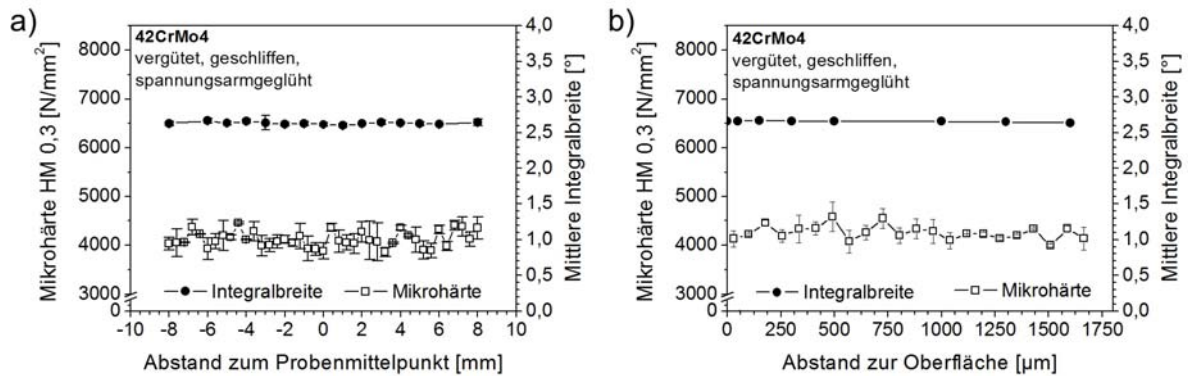 a)
42CrMo4
vergütet, geschliffen,
spannungsarmgeglüht
Mikrohärte HM 0,3 [N/mm²]
8000
7000
6000
5000
4000
3000
0
4,0
3,5
3,0
2,5
2,0
1,5
1,0
0,5
0,0
Mittlere Integralbreite [°]
Integralbreite
Mikrohärte
-10 -8 -6 -4 -2 0 2 4 6 8 10
Abstand zum Probenmittelpunkt [mm]
b)
42CrMo4
vergütet, geschliffen,
spannungsarmgeglüht
Mikrohärte HM 0,3 [N/mm²]
8000
7000
6000
5000
4000
3000
0
4,0
3,5
3,0
2,5
2,0
1,5
1,0
0,5
0,0
Mittlere Integralbreite [°]
Integralbreite
Mikrohärte
0 250 500 750 1000 1250 1500 1750
Abstand zur Oberfläche [µm]